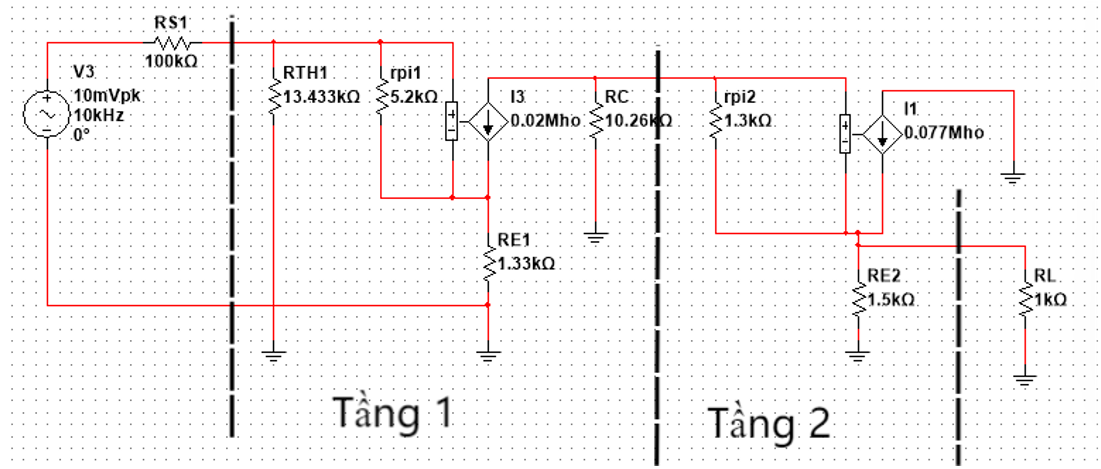 RS1
100kΩ
V3
10mVpk
10kHz
0°
RTH1
13.433kΩ
rpi1
5.2kΩ
I3
0.02Mho
RC
10.26kΩ
RE1
1.33kΩ
rpi2
1.3kΩ
I1
0.077Mho
RE2
1.5kΩ
RL
1kΩ
Tầng 1
Tầng 2